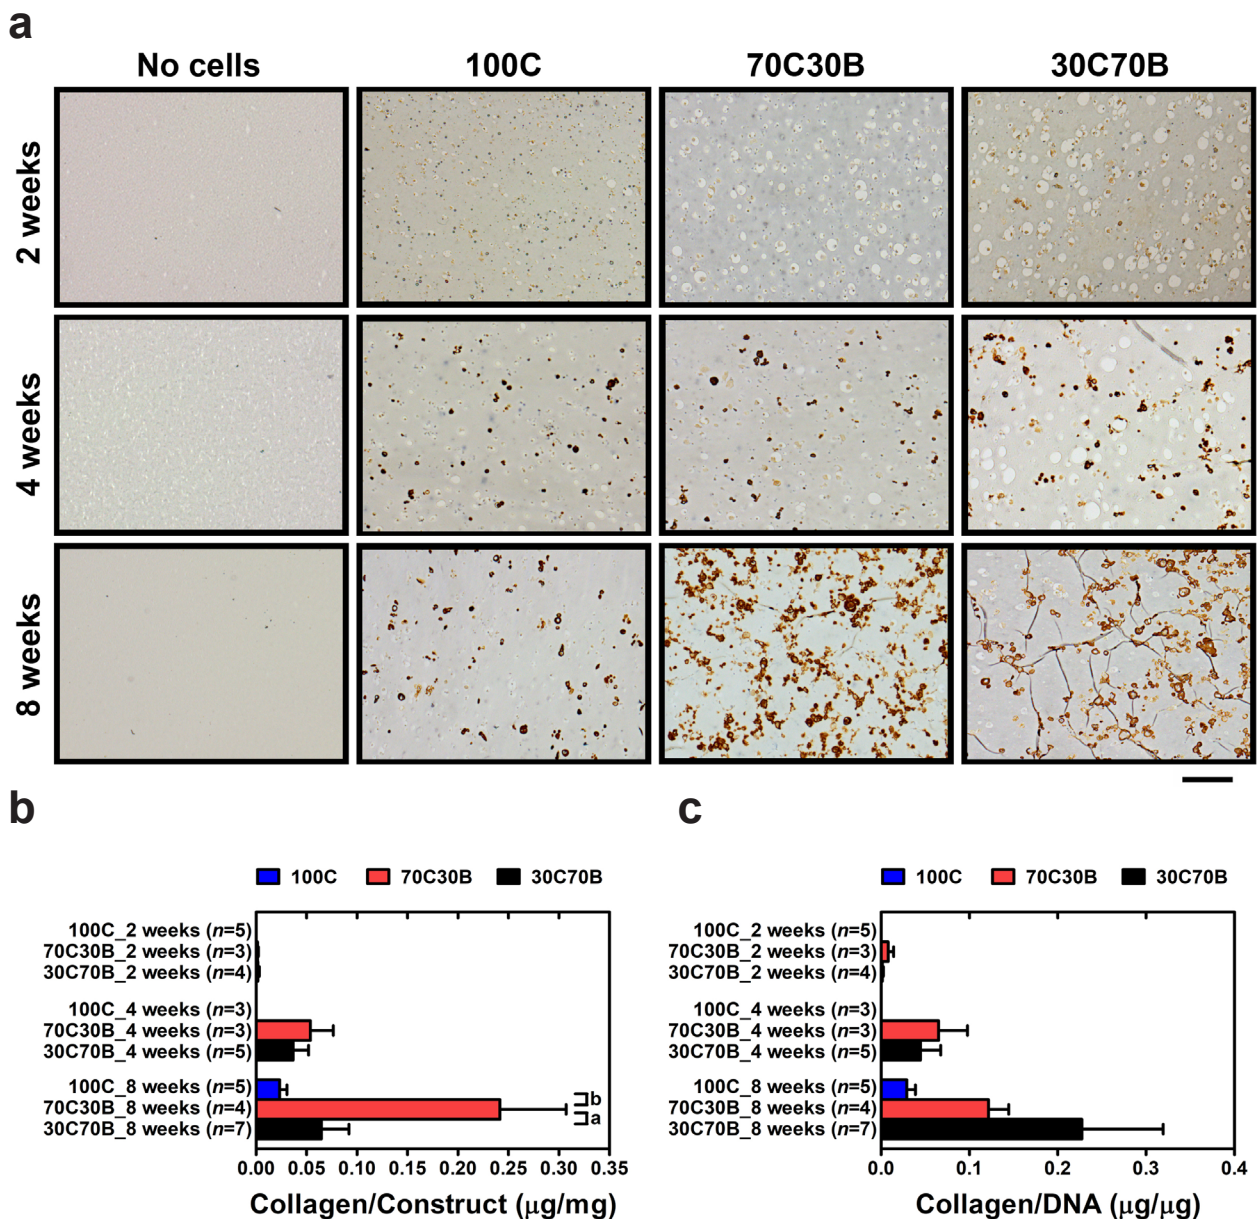 a
No cells 100C 70C30B 30C70B
2 weeks
4 weeks
8 weeks
b
100C 70C30B 30C70B
100C_2 weeks (n=5)
70C30B_2 weeks (n=3)
30C70B_2 weeks (n=4)
100C_4 weeks (n=3)
70C30B_4 weeks (n=3)
30C70B_4 weeks (n=5)
100C_8 weeks (n=5)
70C30B_8 weeks (n=4)
30C70B_8 weeks (n=7)
b
a
0.00 0.05 0.10 0.15 0.20 0.25 0.30 0.35
Collagen/Construct (μg/mg)
c
100C 70C30B 30C70B
100C_2 weeks (n=5)
70C30B_2 weeks (n=3)
30C70B_2 weeks (n=4)
100C_4 weeks (n=3)
70C30B_4 weeks (n=3)
30C70B_4 weeks (n=5)
100C_8 weeks (n=5)
70C30B_8 weeks (n=4)
30C70B_8 weeks (n=7)
0.0 0.1 0.2 0.3 0.4
Collagen/DNA (μg/μg)